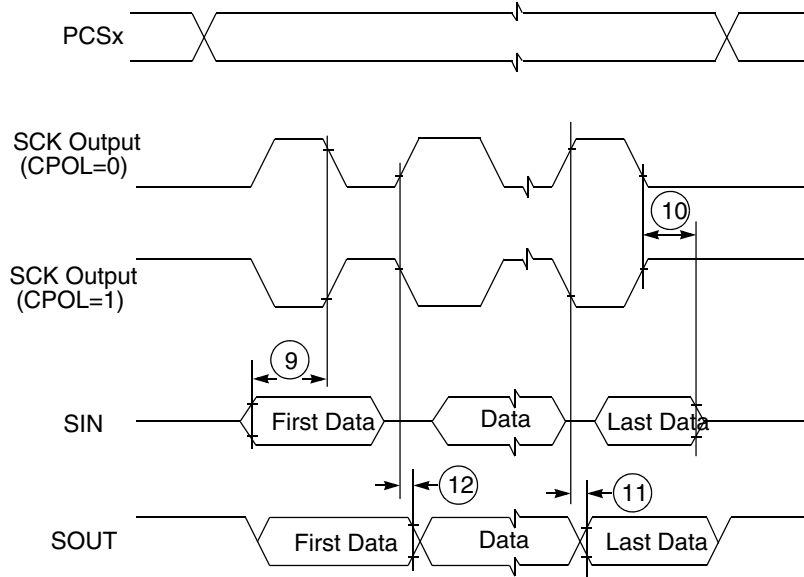 PCSx
SCK Output
(CPOL=0)
10
SCK Output
(CPOL=1)
9
SIN
First Data
Data
Last Data
12
11
SOUT
First Data
Data
Last Data